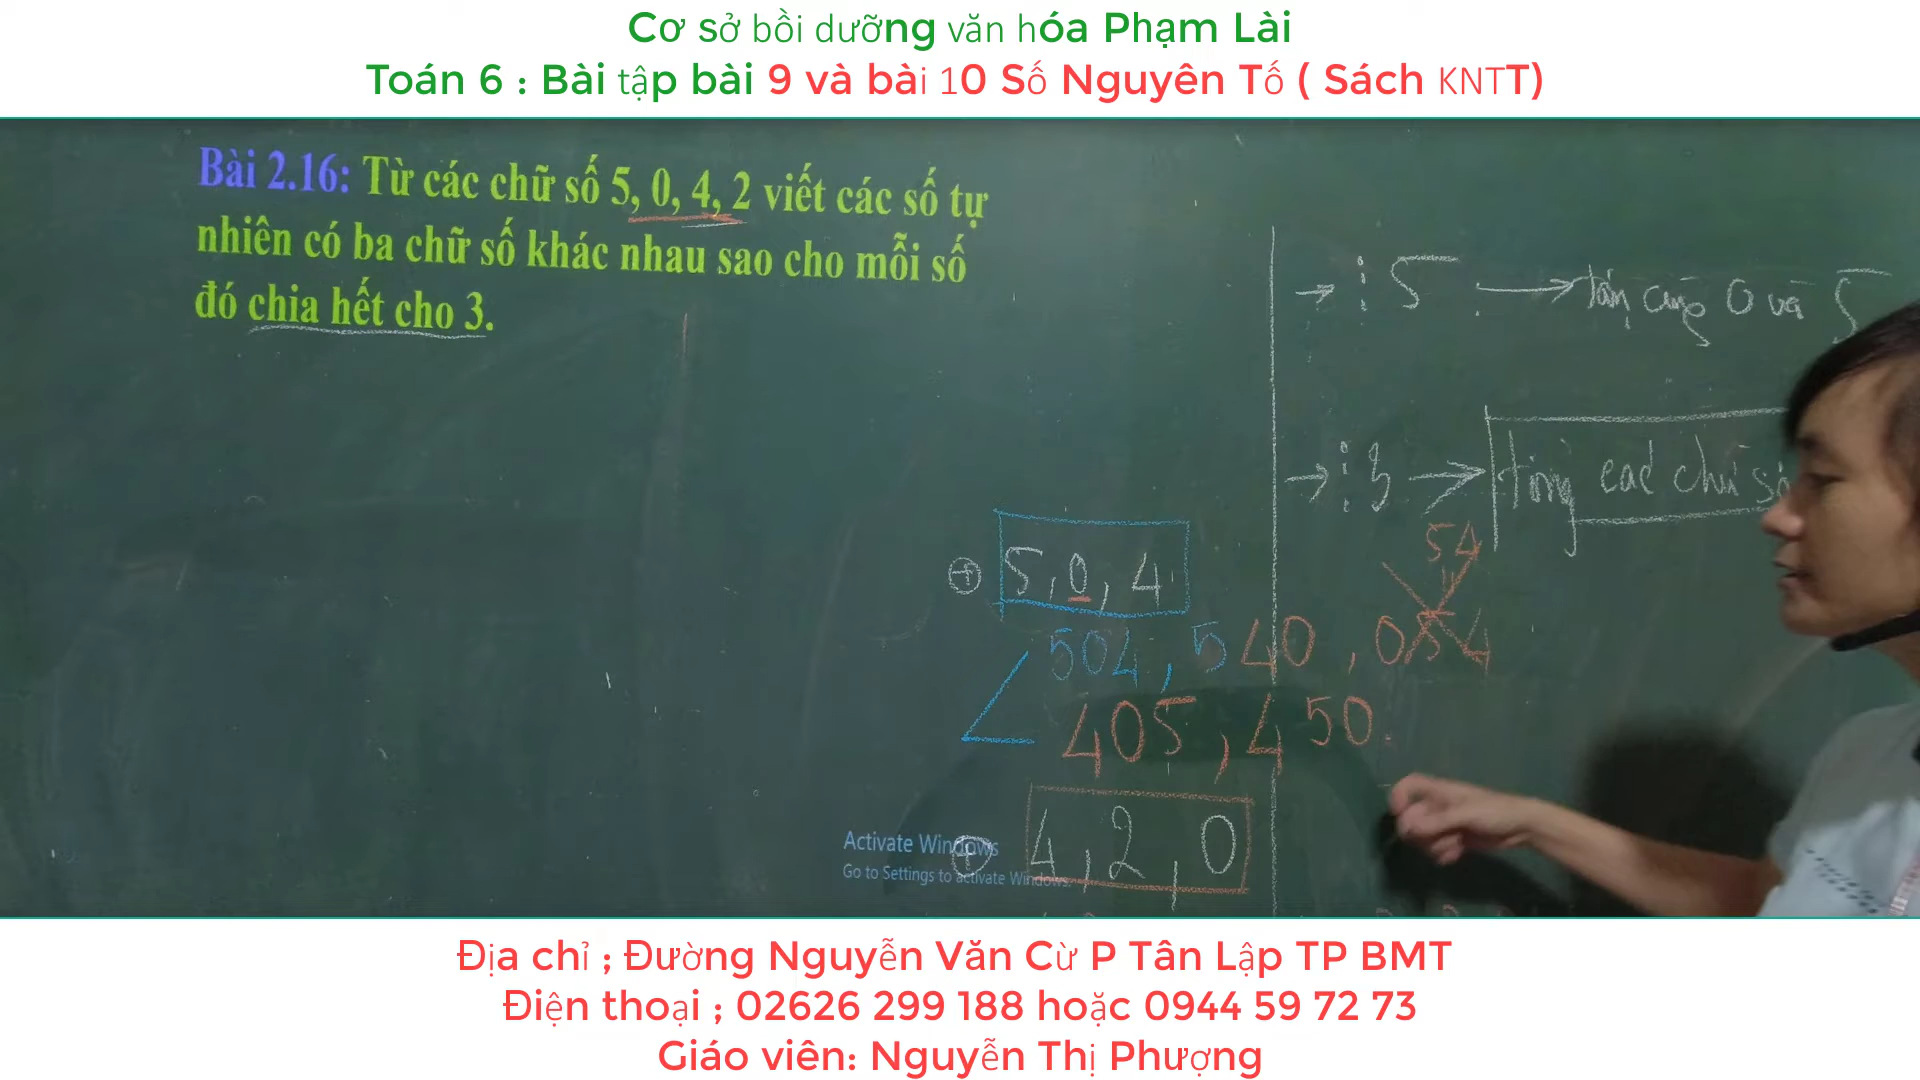 Cơ sở bồi dưỡng văn hóa Phạm Lài
Toán 6 : Bài tập bài 9 và bài 10 Số Nguyên Tố ( Sách KNTT)
Bài 2.16: Từ các chữ số 5, 0, 4, 2 viết các số tự
nhiên có ba chữ số khác nhau sao cho mỗi số
đó chia hết cho 3.
→ ⋮ 5 → tận cùng 0 và 5
→ ⋮ 3 → tổng các chữ số
54
⊕ 5, 0, 4
504, 540, 054
405, 450
⊕ 4, 2, 0
Activate Windows
Go to Settings to activate Windows.
Địa chỉ ; Đường Nguyễn Văn Cừ P Tân Lập TP BMT
Điện thoại ; 02626 299 188 hoặc 0944 59 72 73
Giáo viên: Nguyễn Thị Phượng